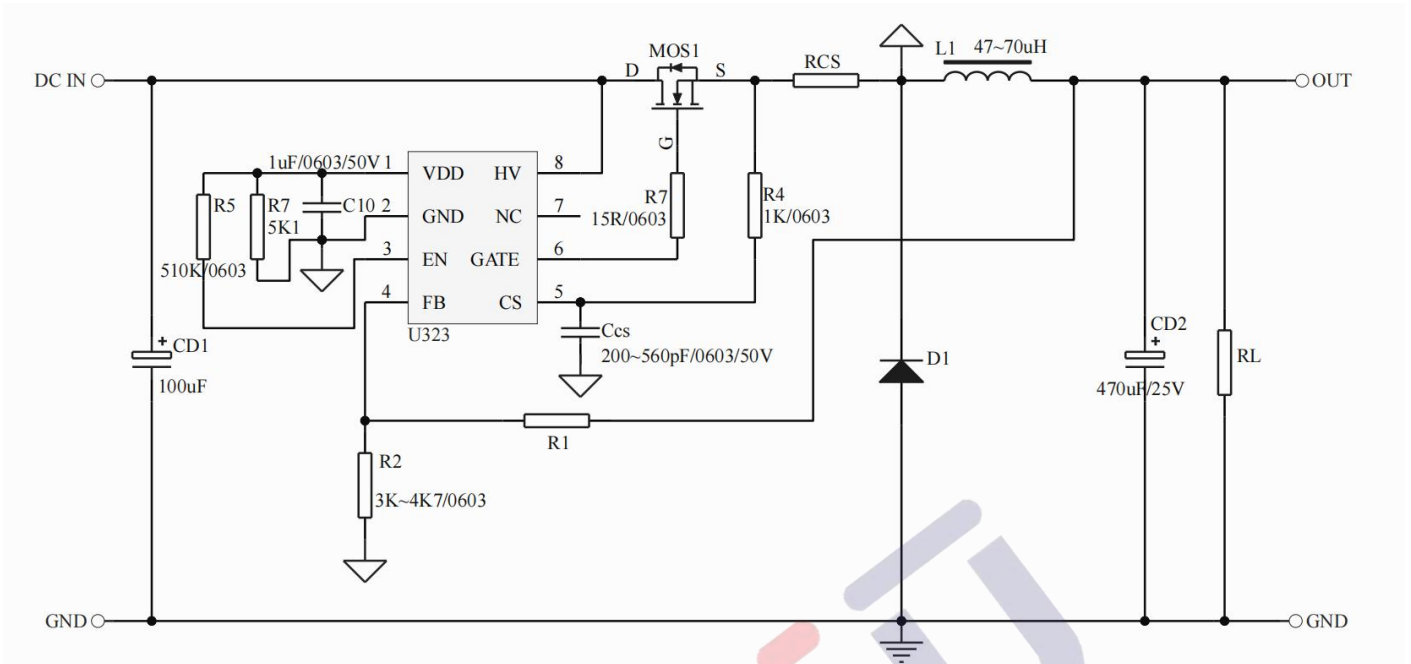 MOS1
L1 47~70uH
RCS
DC IN
D
S
OUT
G
1uF/0603/50V
1
VDD
HV
8
R5
R7
5K1
C10
2
GND
NC
7
R7
15R/0603
R4
1K/0603
510K/0603
3
EN
GATE
6
4
FB
CS
5
U323
Ccs
200~560pF/0603/50V
+
CD1
100uF
D1
CD2
+
470uF/25V
RL
R1
R2
3K~4K7/0603
GND
GND